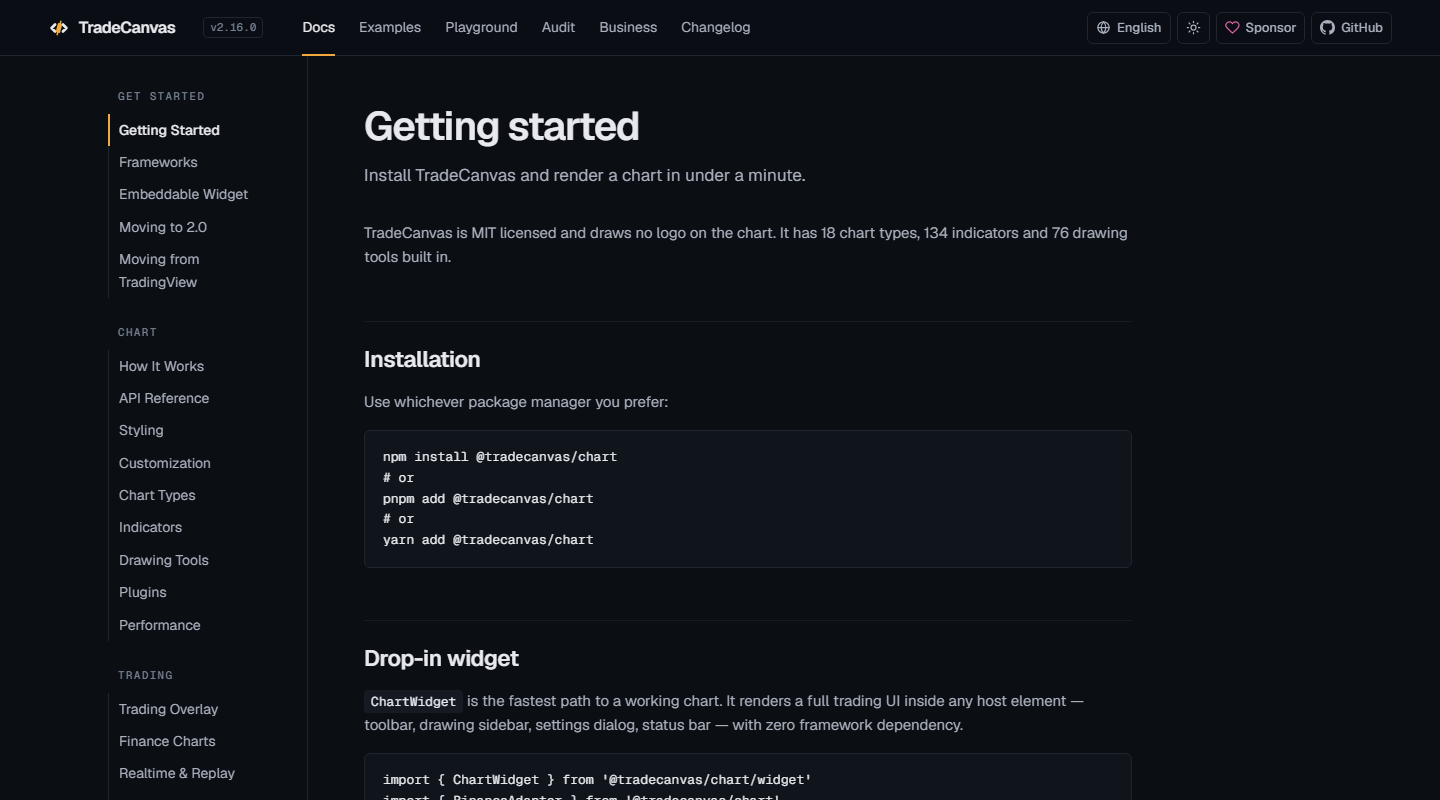 TradeCanvas
v2.16.0
Docs
Examples
Playground
Audit
Business
Changelog
English
Sponsor
GitHub
GET STARTED
Getting Started
Frameworks
Embeddable Widget
Moving to 2.0
Moving from
TradingView
CHART
How It Works
API Reference
Styling
Customization
Chart Types
Indicators
Drawing Tools
Plugins
Performance
TRADING
Trading Overlay
Finance Charts
Realtime & Replay
Getting started
Install TradeCanvas and render a chart in under a minute.
TradeCanvas is MIT licensed and draws no logo on the chart. It has 18 chart types, 134 indicators and 76 drawing
tools built in.
Installation
Use whichever package manager you prefer:
npm install @tradecanvas/chart
# or
pnpm add @tradecanvas/chart
# or
yarn add @tradecanvas/chart
Drop-in widget
ChartWidget is the fastest path to a working chart. It renders a full trading UI inside any host element —
toolbar, drawing sidebar, settings dialog, status bar — with zero framework dependency.
import { ChartWidget } from '@tradecanvas/chart/widget'
import { BinanceAdapter } from '@tradecanvas/chart'